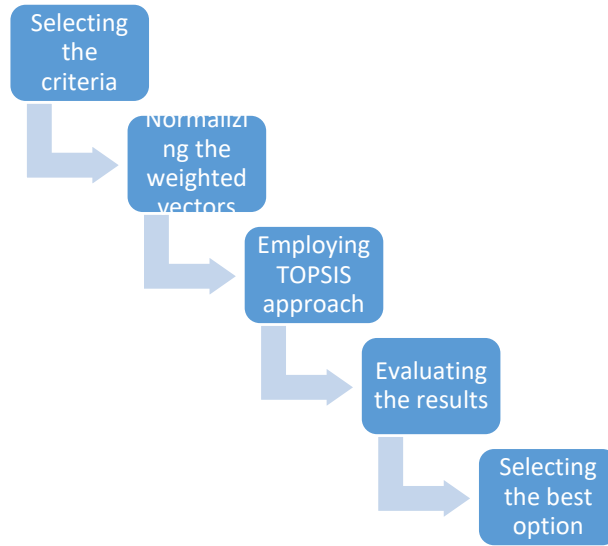 Selecting
the
criteria
Normalizi
ng the
weighted
vectors
Employing
TOPSIS
approach
Evaluating
the results
Selecting
the best
option